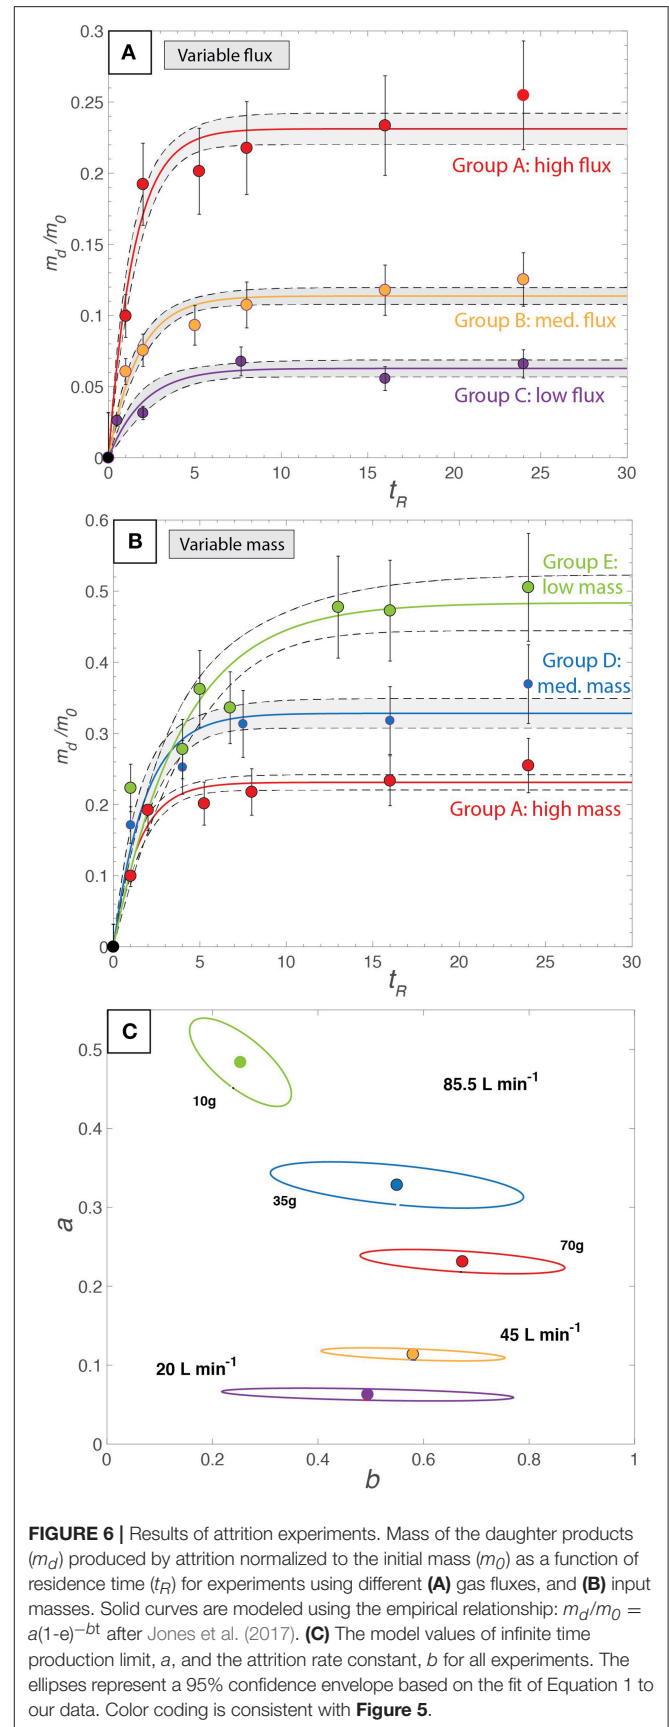 0.3
A
Variable flux
0.25
0.2
Group A: high flux
0.15
m_d/m_0
0.1
Group B: med. flux
0.05
Group C: low flux
0
0 5 10 15 20 25 30
t_R
0.6
B
Variable mass
Group E:
low mass
0.5
0.4
Group D:
med. mass
m_d/m_0
0.3
0.2
Group A: high mass
0.1
0
0 5 10 15 20 25 30
t_R
C
0.5
85.5 L min⁻¹
10g
0.4
0.3
35g
a
70g
0.2
45 L min⁻¹
20 L min⁻¹
0.1
0
0 0.2 0.4 0.6 0.8 1
b
FIGURE 6 | Results of attrition experiments. Mass of the daughter products
(m_d) produced by attrition normalized to the initial mass (m_0) as a function of
residence time (t_R) for experiments using different (A) gas fluxes, and (B) input
masses. Solid curves are modeled using the empirical relationship: m_d/m_0 =
a(1-e)^−bt after Jones et al. (2017). (C) The model values of infinite time
production limit, a, and the attrition rate constant, b for all experiments. The
ellipses represent a 95% confidence envelope based on the fit of Equation 1 to
our data. Color coding is consistent with Figure 5.